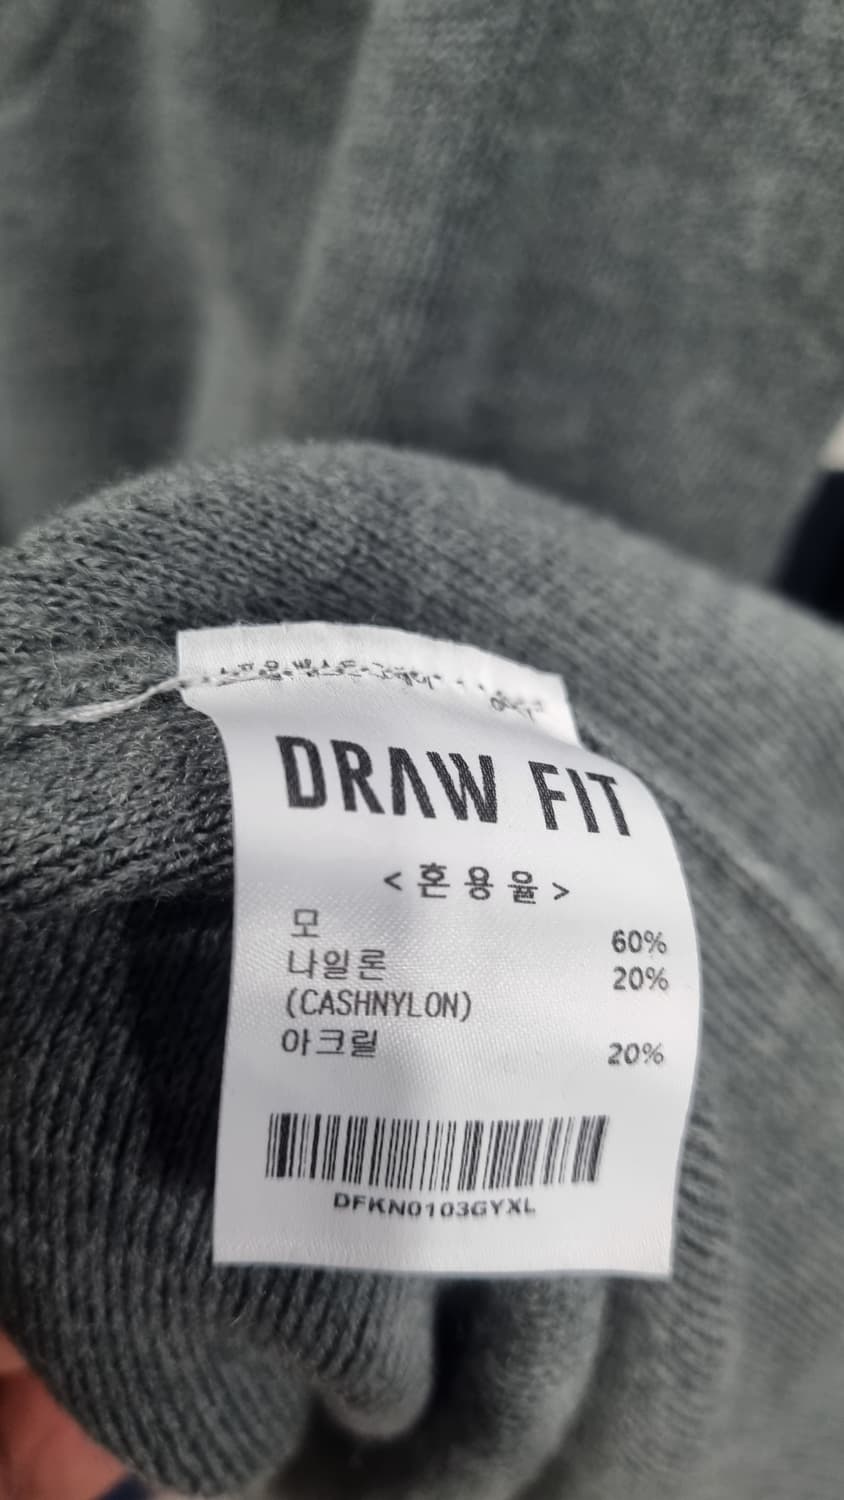 DRAW FIT
<혼용율>
모 60%
나일론 20%
(CASHNYLON)
아크릴 20%
DFKN0103GYXL